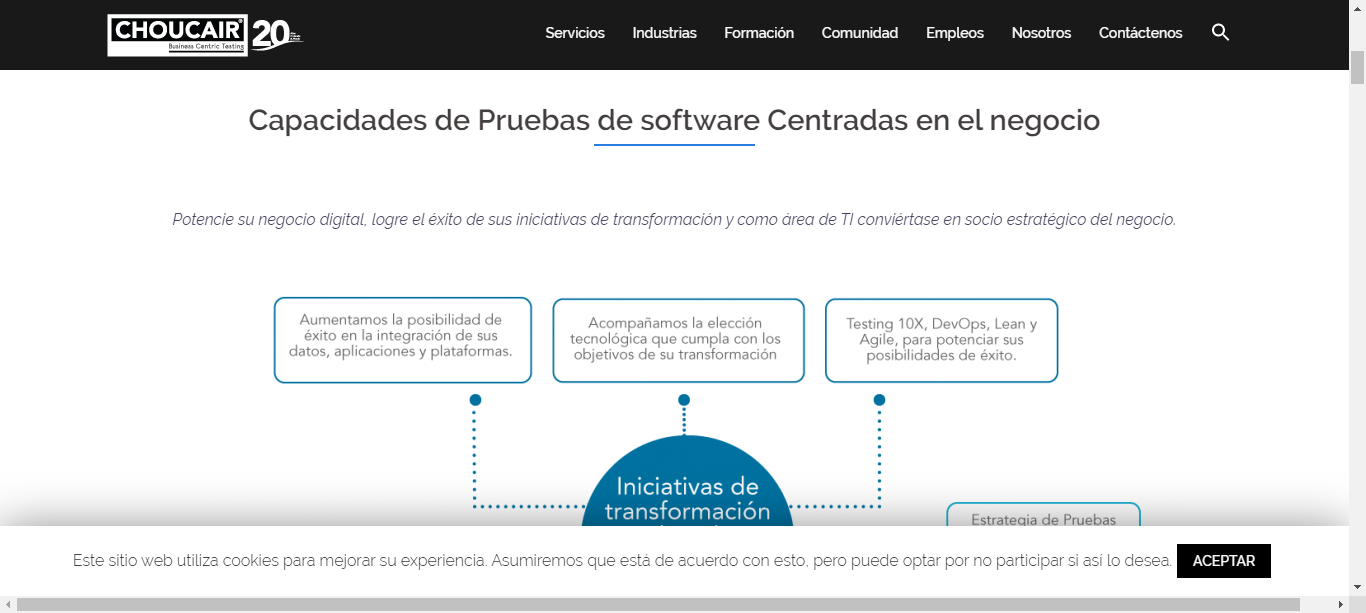 CHOUCAIR
Business Centric Testing
20
Servicios Industrias Formación Comunidad Empleos Nosotros Contáctenos
Capacidades de Pruebas de software Centradas en el negocio
Potencie su negocio digital, logre el éxito de sus iniciativas de transformación y como área de TI conviértase en socio estratégico del negocio.
Aumentamos la posibilidad de
éxito en la integración de sus
datos, aplicaciones y plataformas.
Acompañamos la elección
tecnológica que cumpla con los
objetivos de su transformación
Testing 10X, DevOps, Lean y
Agile, para potenciar sus
posibilidades de éxito.
Iniciativas de
transformación
Estrategia de Pruebas
Este sitio web utiliza cookies para mejorar su experiencia. Asumiremos que está de acuerdo con esto, pero puede optar por no participar si así lo desea. ACEPTAR